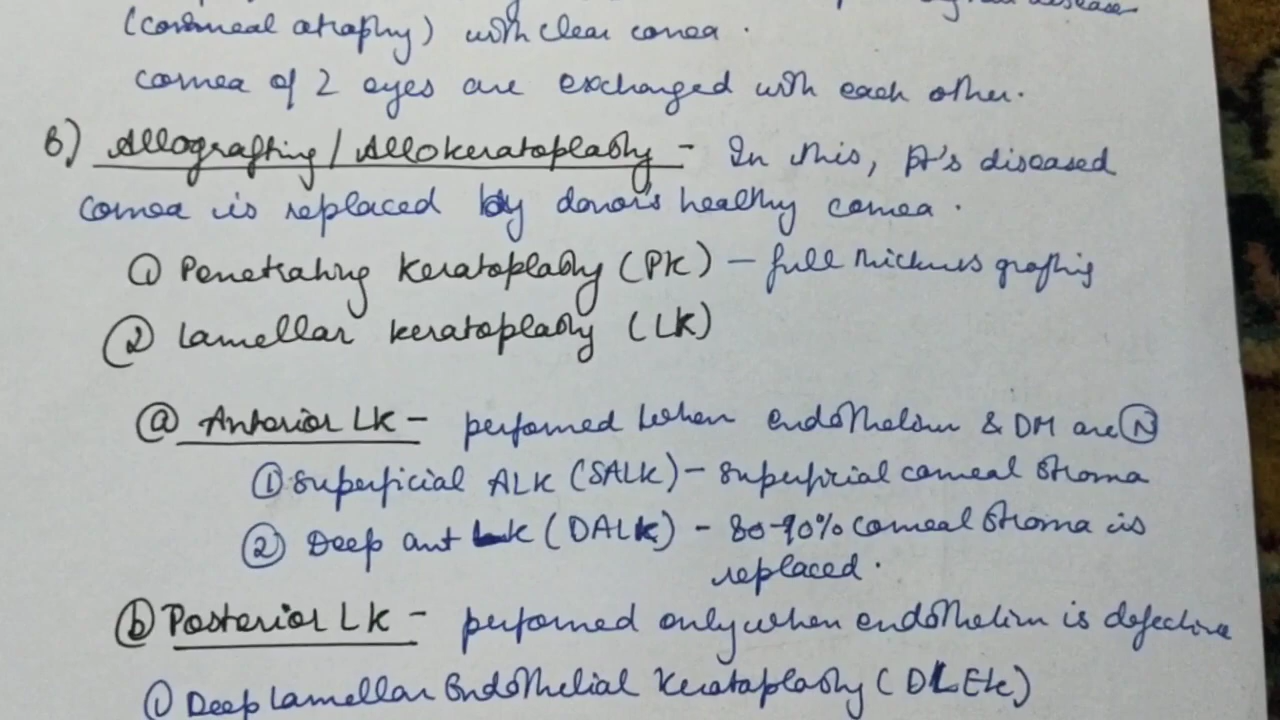 disease
(corneal atrophy) with clear cornea.
cornea of 2 eyes are exchanged with each other.
B) Allografting / Allokeratoplasty - In this, Pt's diseased
cornea is replaced by donor's healthy cornea.
① Penetrating Keratoplasty (PK) - full thickness grafting
② Lamellar keratoplasty (LK)
ⓐ Anterior LK - performed when endothelium & DM are Ⓝ
① Superficial ALK (SALK) - superficial corneal stroma
② Deep ant LK (DALK) - 80-90% corneal stroma is
replaced.
ⓑ Posterior LK - performed only when endothelium is defective
① Deep Lamellar Endothelial Keratoplasty (DLEK)